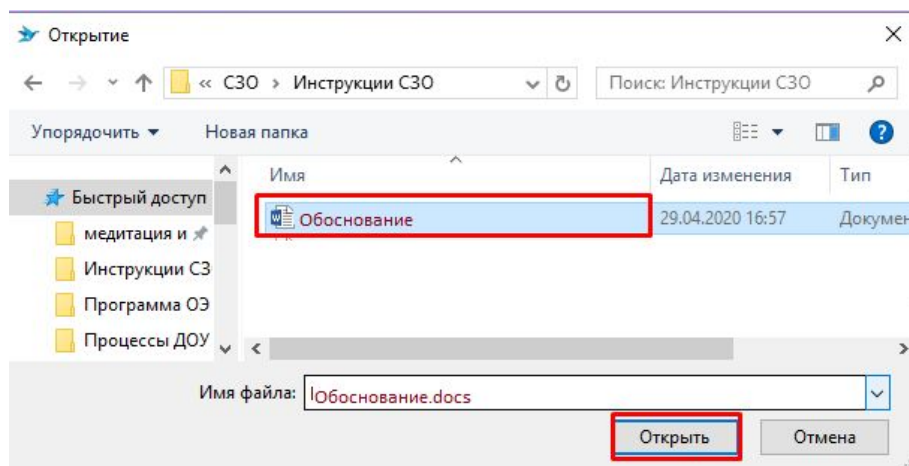 Открытие
« СЗО › Инструкции СЗО
Поиск: Инструкции СЗО
Упорядочить
Новая папка
Имя
Дата изменения
Тип
Быстрый доступ
Обоснование
29.04.2020 16:57
Докумен
медитация и
Инструкции СЗ
Программа ОЭ
Процессы ДОУ
Имя файла:
Обоснование.docs
Открыть
Отмена